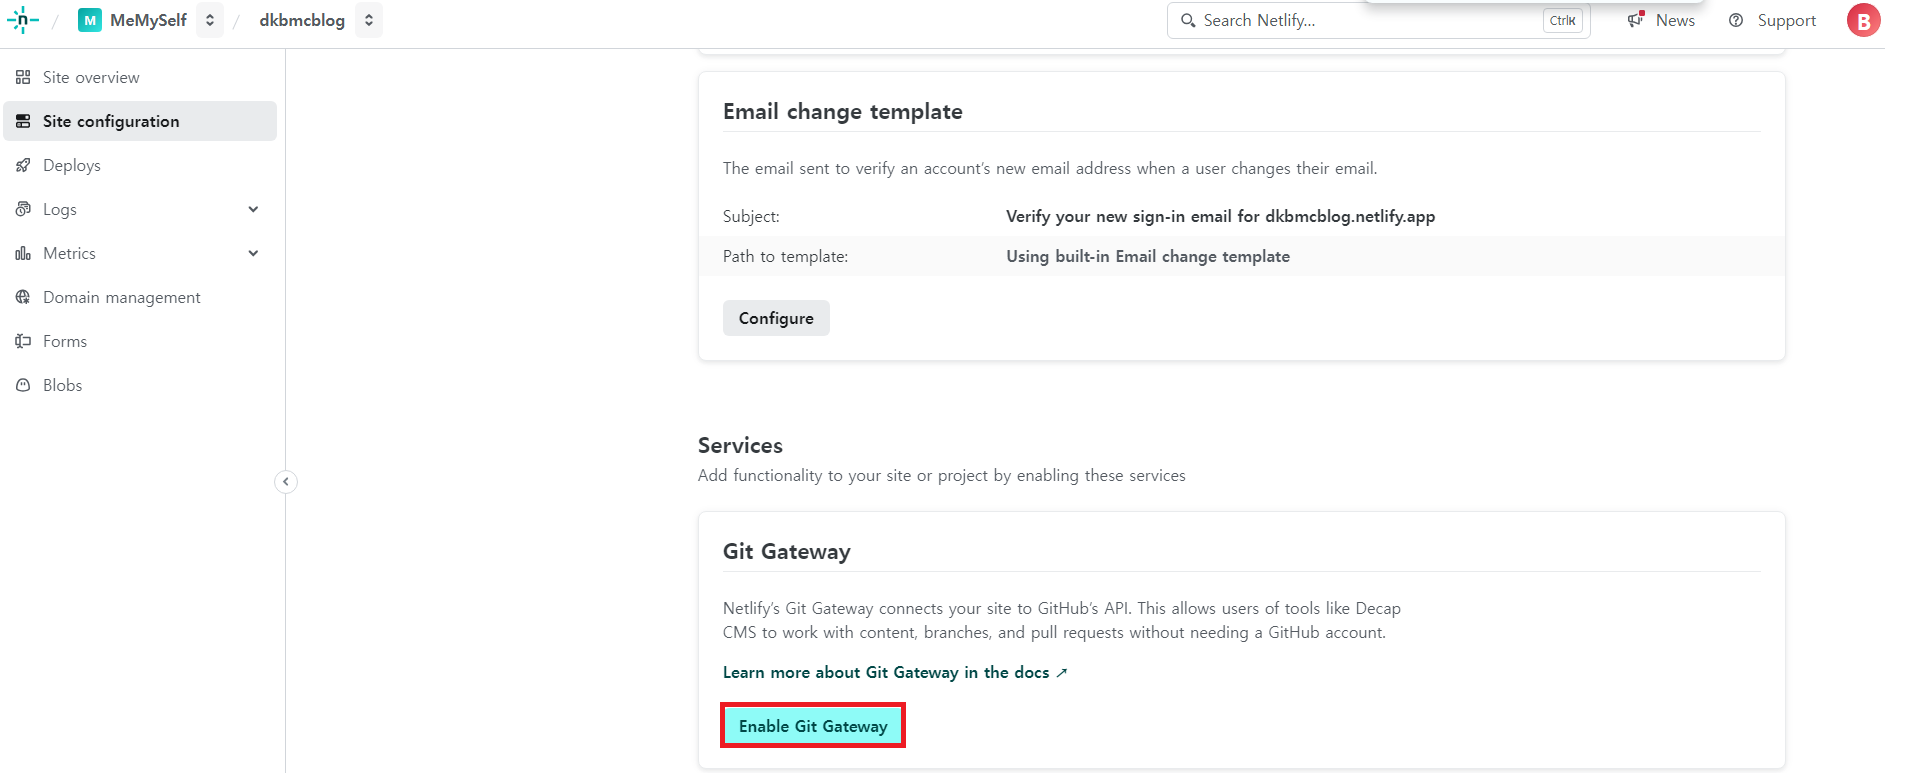 n / M MeMySelf / dkbmcblog
Search Netlify... CtrlK
News
Support
B
Site overview
Site configuration
Deploys
Logs
Metrics
Domain management
Forms
Blobs
Email change template
The email sent to verify an account's new email address when a user changes their email.
Subject: Verify your new sign-in email for dkbmcblog.netlify.app
Path to template: Using built-in Email change template
Configure
Services
Add functionality to your site or project by enabling these services
Git Gateway
Netlify's Git Gateway connects your site to GitHub's API. This allows users of tools like Decap
CMS to work with content, branches, and pull requests without needing a GitHub account.
Learn more about Git Gateway in the docs ↗
Enable Git Gateway